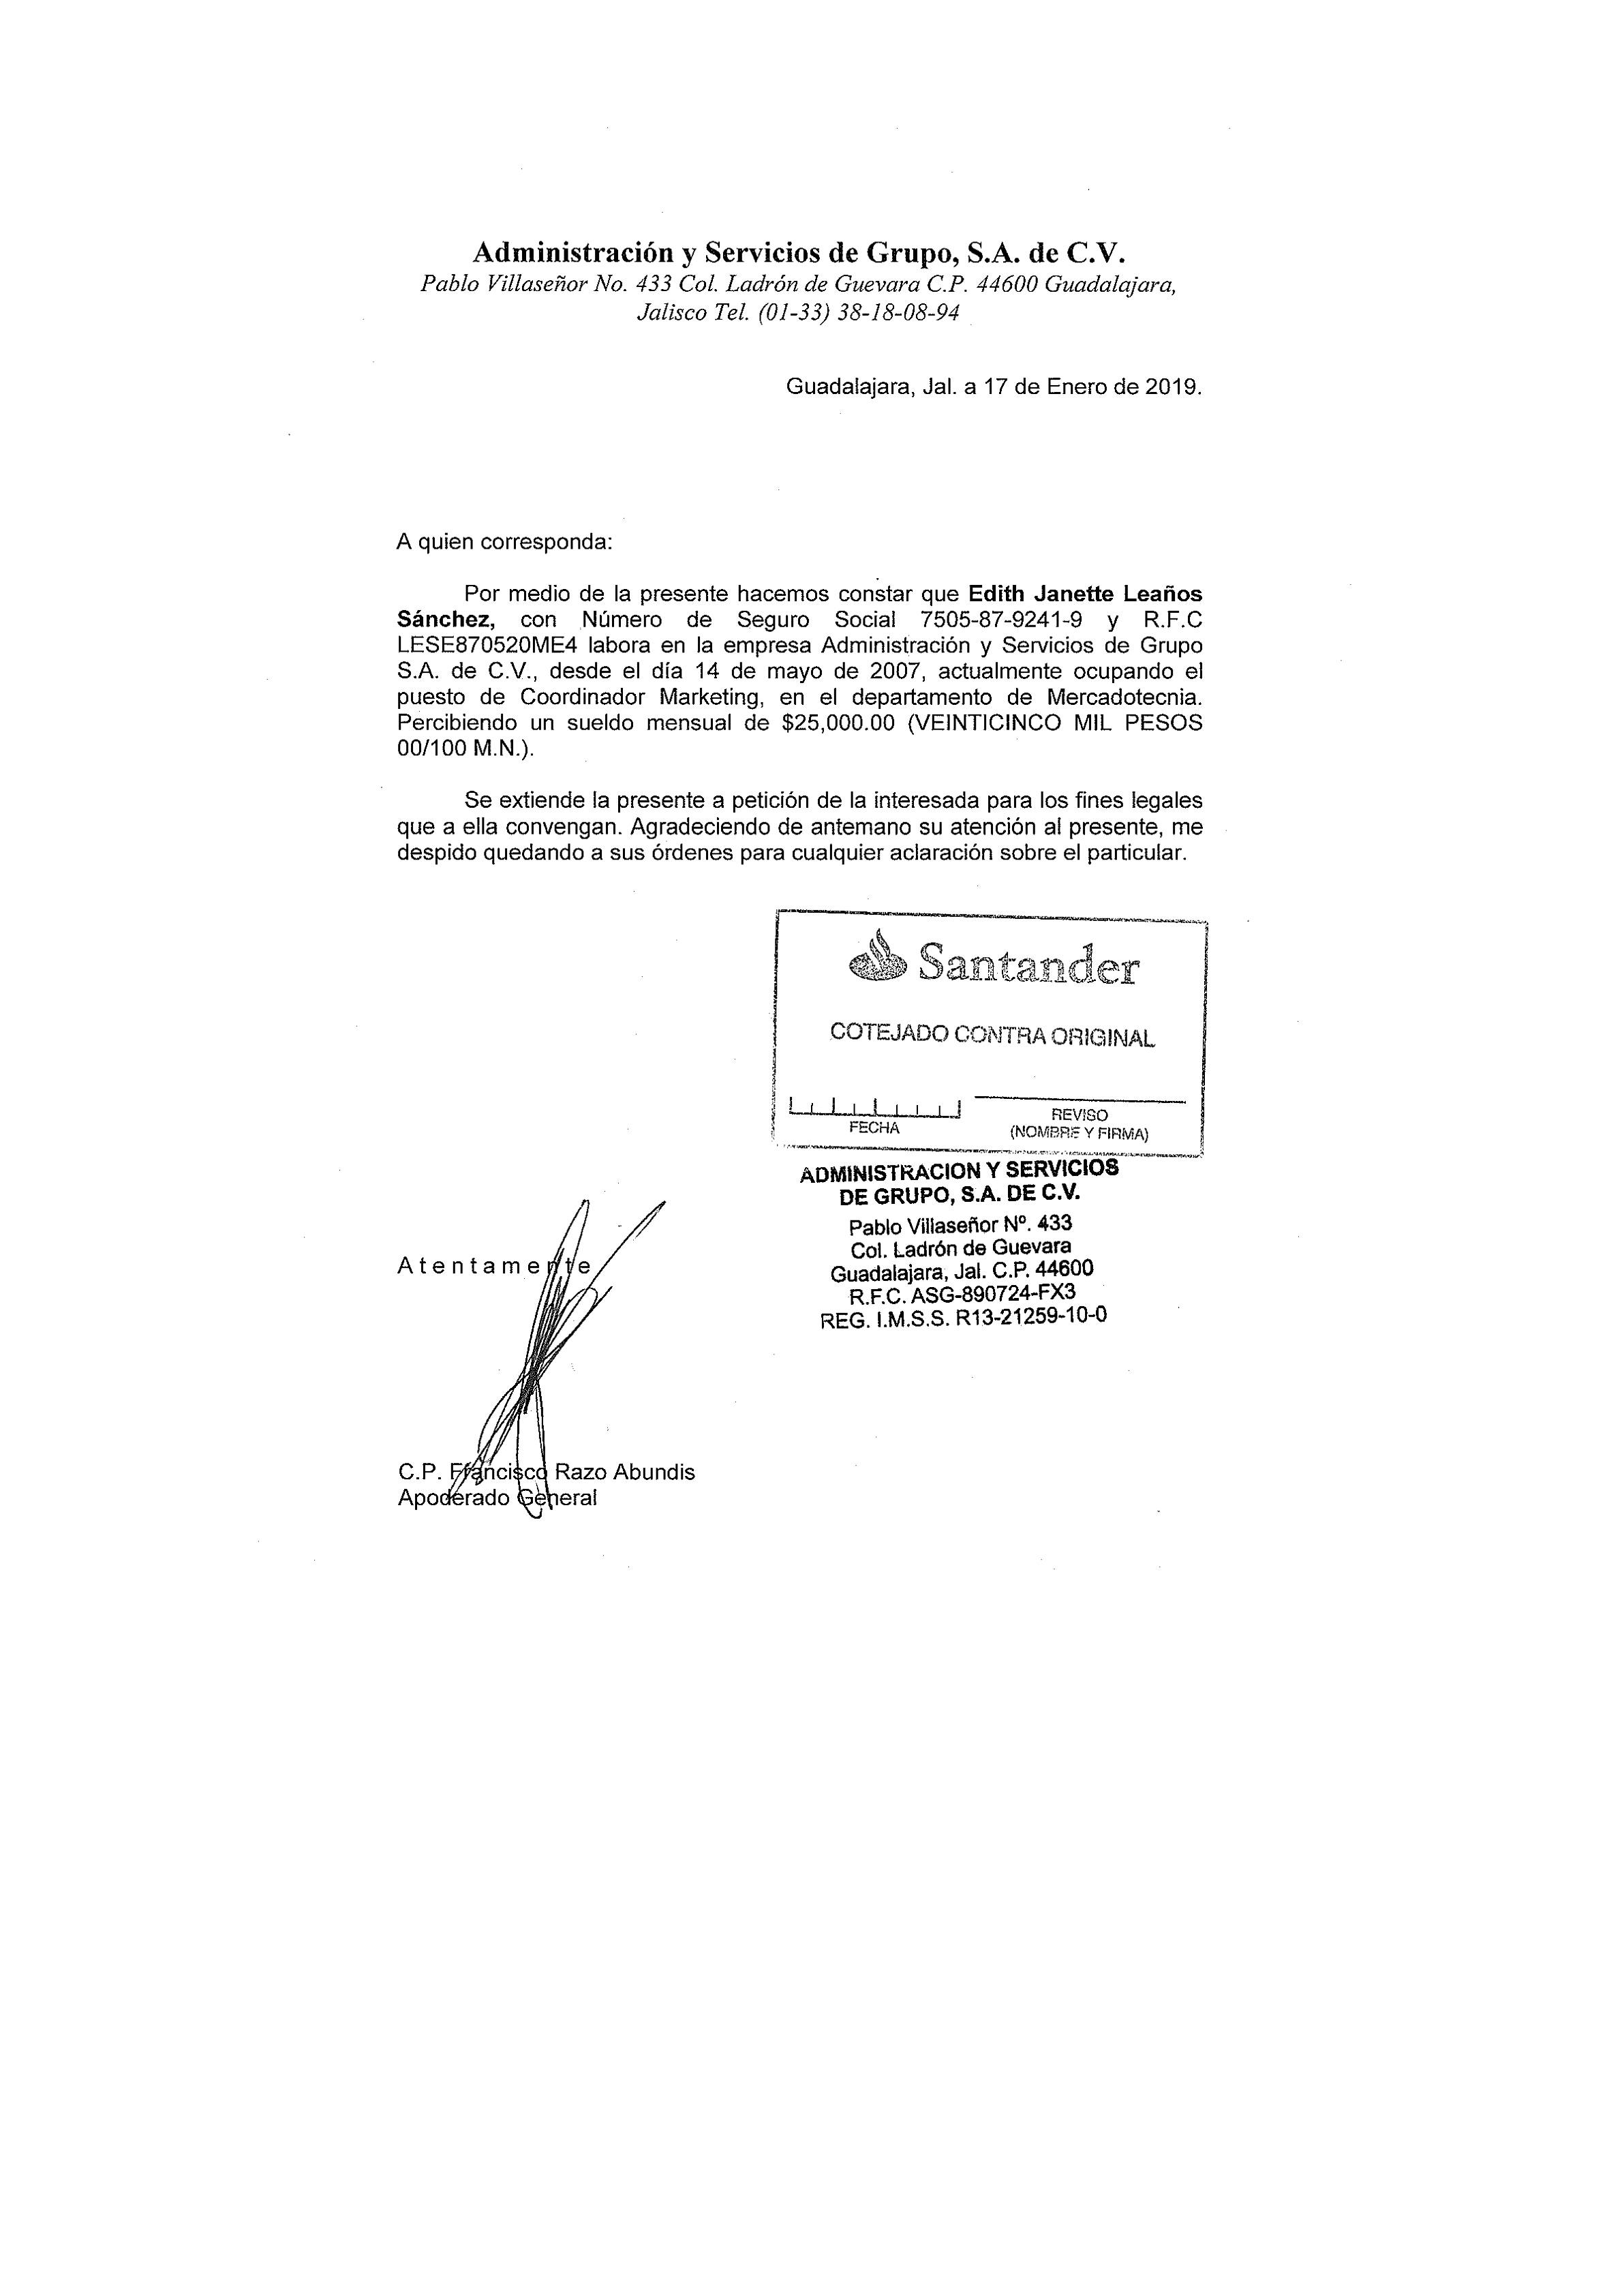 Administración y Servicios de Grupo, S.A. de C.V.
Pablo Villaseñor No. 433 Col. Ladrón de Guevara C.P. 44600 Guadalajara,
Jalisco Tel. (01-33) 38-18-08-94
Guadalajara, Jal. a 17 de Enero de 2019.
A quien corresponda:
Por medio de la presente hacemos constar que Edith Janette Leaños
Sánchez, con Número de Seguro Social 7505-87-9241-9 y R.F.C
LESE870520ME4 labora en la empresa Administración y Servicios de Grupo
S.A. de C.V., desde el día 14 de mayo de 2007, actualmente ocupando el
puesto de Coordinador Marketing, en el departamento de Mercadotecnia.
Percibiendo un sueldo mensual de $25,000.00 (VEINTICINCO MIL PESOS
00/100 M.N.).
Se extiende la presente a petición de la interesada para los fines legales
que a ella convengan. Agradeciendo de antemano su atención al presente, me
despido quedando a sus órdenes para cualquier aclaración sobre el particular.
Santander
COTEJADO CONTRA ORIGINAL
FECHA
REVISO
(NOMBRE Y FIRMA)
ADMINISTRACION Y SERVICIOS
DE GRUPO, S.A. DE C.V.
Pablo Villaseñor Nº. 433
Col. Ladrón de Guevara
Guadalajara, Jal. C.P. 44600
R.F.C. ASG-890724-FX3
REG. I.M.S.S. R13-21259-10-0
Atentamente
C.P. Francisco Razo Abundis
Apoderado General